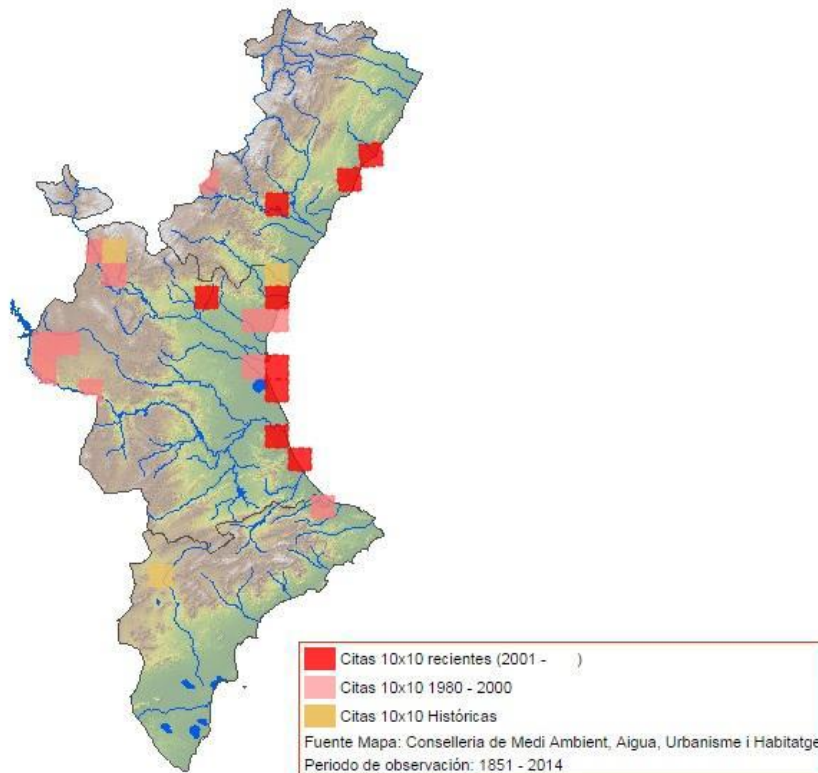 Citas 10x10 recientes (2001 - )
Citas 10x10 1980 - 2000
Citas 10x10 Históricas
Fuente Mapa: Conselleria de Medi Ambient, Aigua, Urbanisme i Habitatge
Periodo de observación: 1851 - 2014